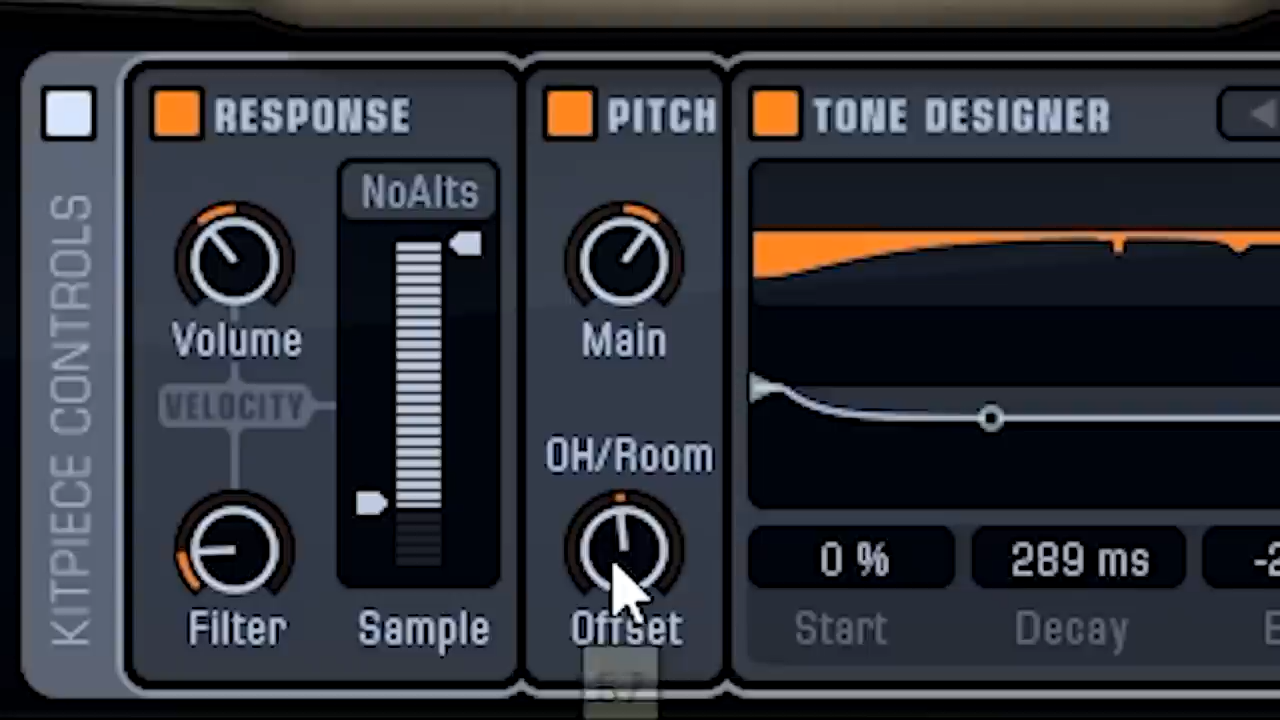 KITPIECE CONTROLS
RESPONSE
NoAlts
Volume
VELOCITY
Filter
Sample
PITCH
Main
OH/Room
Offset
TONE DESIGNER
0 %
289 ms
Start
Decay